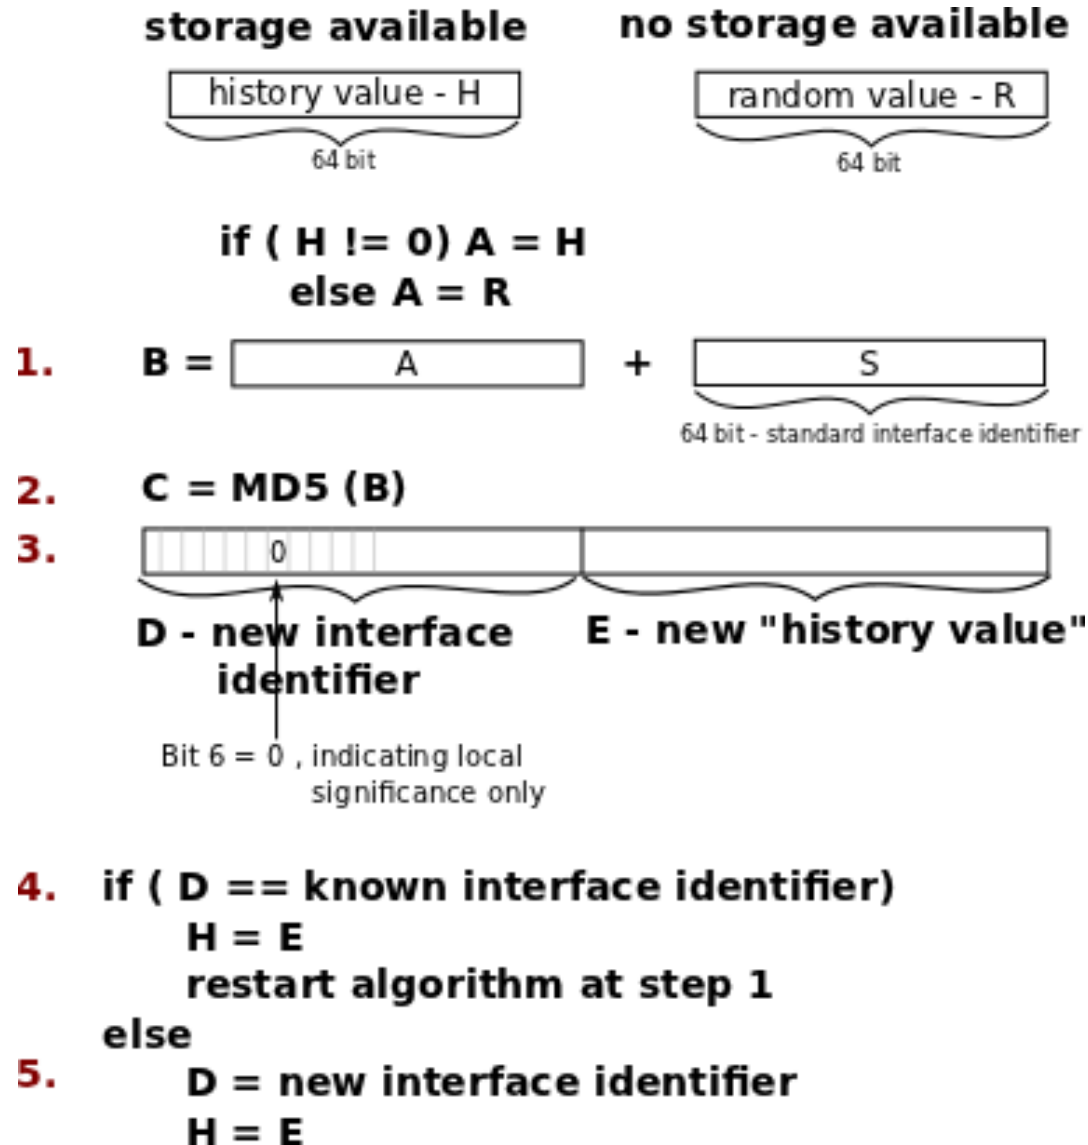 storage available
no storage available
history value - H
random value - R
64 bit
64 bit
if ( H != 0) A = H
else A = R
1. B = A + S
64 bit - standard interface identifier
2. C = MD5 (B)
3. 0
D - new interface
identifier
E - new "history value"
Bit 6 = 0 , indicating local
significance only
4. if ( D == known interface identifier)
H = E
restart algorithm at step 1
else
5. D = new interface identifier
H = E